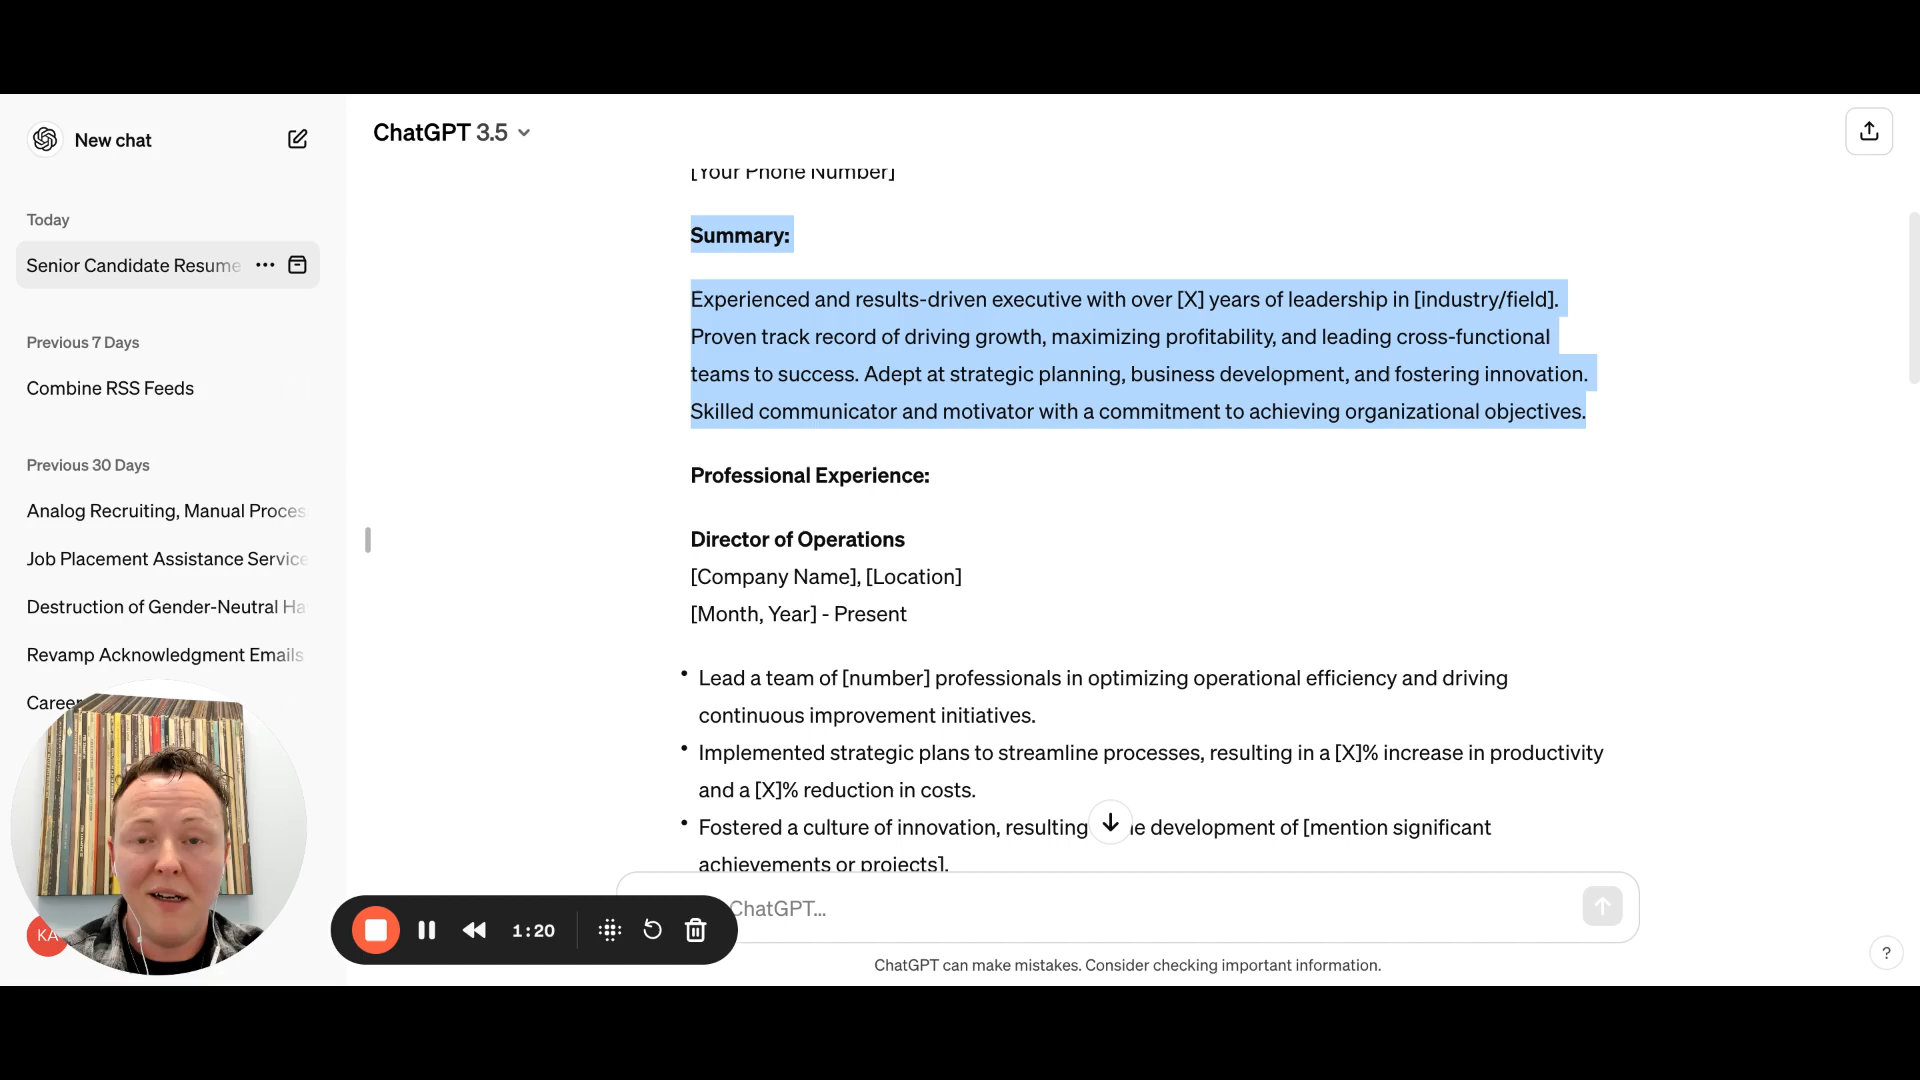 New chat
Today
Senior Candidate Resume
Previous 7 Days
Combine RSS Feeds
Previous 30 Days
Analog Recruiting, Manual Proces
Job Placement Assistance Service
Destruction of Gender-Neutral Ha
Revamp Acknowledgment Emails
Career
KA
ChatGPT 3.5
[Your Phone Number]
Summary:
Experienced and results-driven executive with over [X] years of leadership in [industry/field].
Proven track record of driving growth, maximizing profitability, and leading cross-functional
teams to success. Adept at strategic planning, business development, and fostering innovation.
Skilled communicator and motivator with a commitment to achieving organizational objectives.
Professional Experience:
Director of Operations
[Company Name], [Location]
[Month, Year] - Present
• Lead a team of [number] professionals in optimizing operational efficiency and driving
continuous improvement initiatives.
• Implemented strategic plans to streamline processes, resulting in a [X]% increase in productivity
and a [X]% reduction in costs.
• Fostered a culture of innovation, resulting e development of [mention significant
achievements or projects].
ChatGPT...
1:20
ChatGPT can make mistakes. Consider checking important information.
?